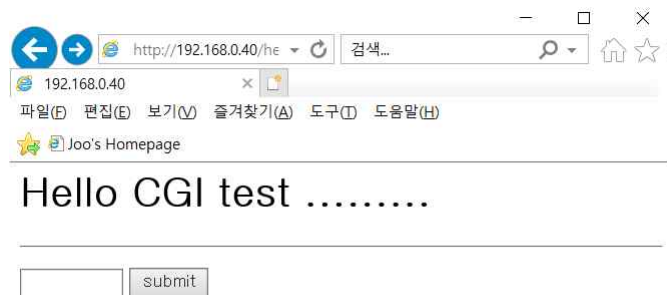 http://192.168.0.40/he 검색...
192.168.0.40
파일(F) 편집(E) 보기(V) 즐겨찾기(A) 도구(T) 도움말(H)
Joo's Homepage
Hello CGI test .........
submit